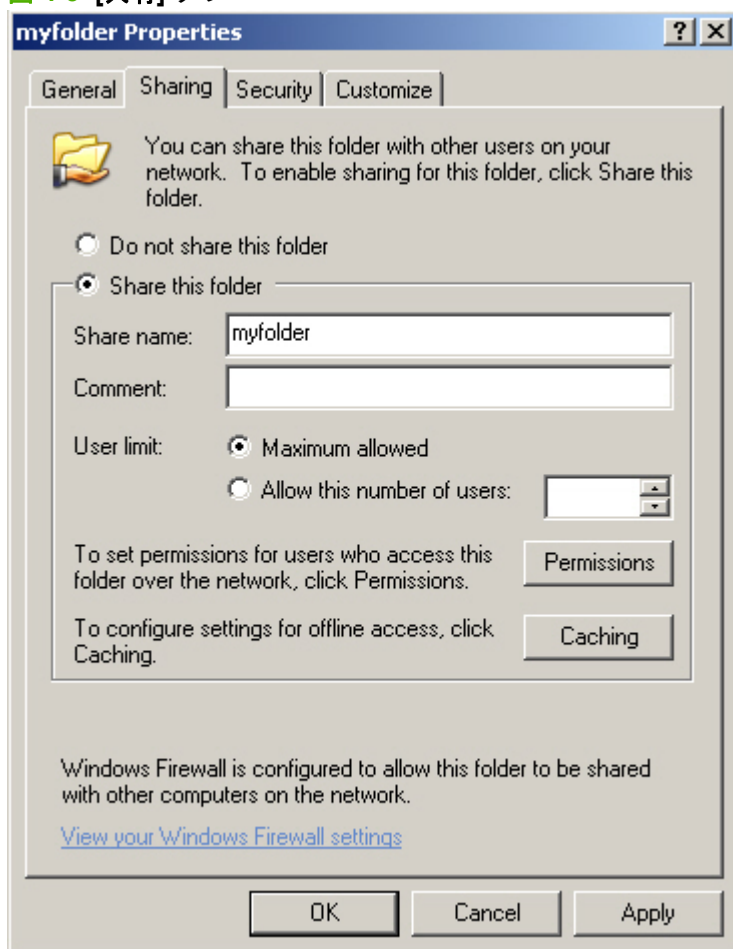 myfolder Properties
General Sharing Security Customize
You can share this folder with other users on your
network. To enable sharing for this folder, click Share this
folder.
Do not share this folder
Share this folder
Share name: myfolder
Comment:
User limit: Maximum allowed
Allow this number of users:
To set permissions for users who access this
folder over the network, click Permissions.
Permissions
To configure settings for offline access, click
Caching.
Caching
Windows Firewall is configured to allow this folder to be shared
with other computers on the network.
View your Windows Firewall settings
OK Cancel Apply